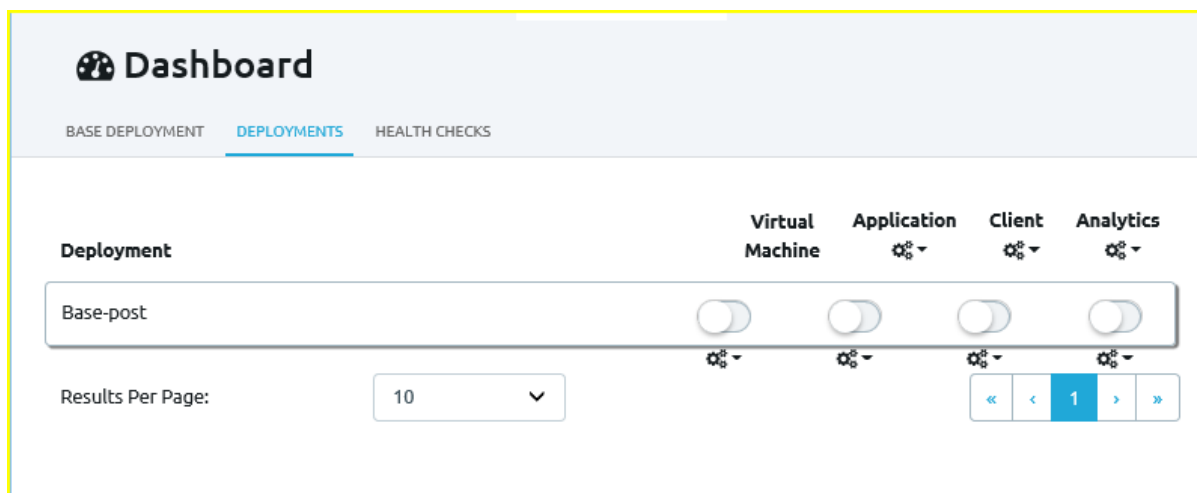 Dashboard
BASE DEPLOYMENT DEPLOYMENTS HEALTH CHECKS
Deployment Virtual Machine Application Client Analytics
Base-post
Results Per Page: 10 « ‹ 1 › »